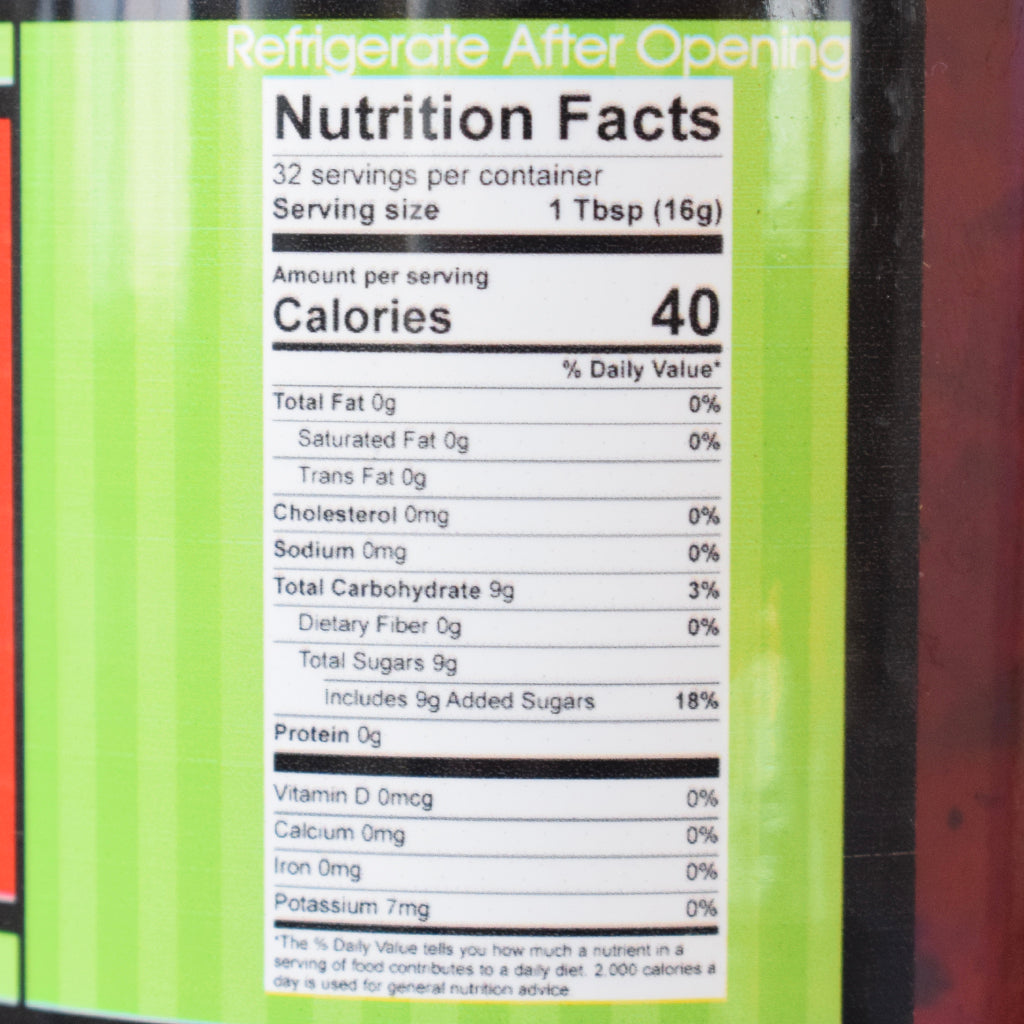 Refrigerate After Opening
Nutrition Facts
32 servings per container
Serving size 1 Tbsp (16g)
Amount per serving
Calories 40
% Daily Value*
Total Fat 0g 0%
Saturated Fat 0g 0%
Trans Fat 0g
Cholesterol 0mg 0%
Sodium 0mg 0%
Total Carbohydrate 9g 3%
Dietary Fiber 0g 0%
Total Sugars 9g
Includes 9g Added Sugars 18%
Protein 0g
Vitamin D 0mcg 0%
Calcium 0mg 0%
Iron 0mg 0%
Potassium 7mg 0%
*The % Daily Value tells you how much a nutrient in a
serving of food contributes to a daily diet. 2,000 calories a
day is used for general nutrition advice